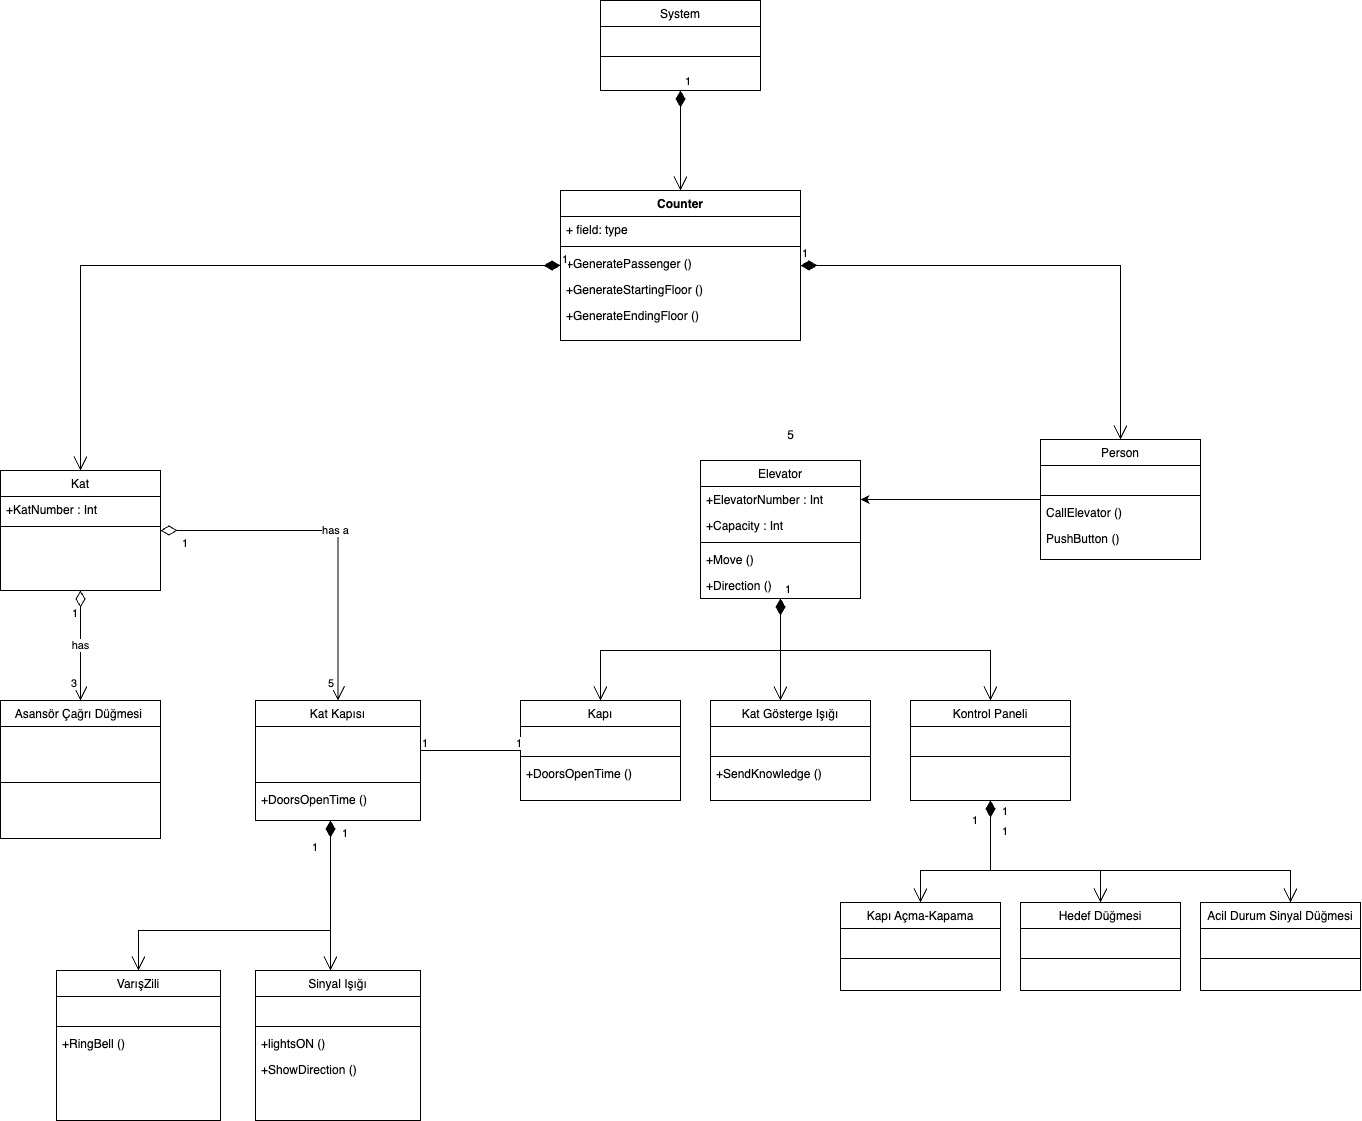 System
1
Counter
+ field: type
1
+GeneratePassenger ()
+GenerateStartingFloor ()
+GenerateEndingFloor ()
1
Kat
+KatNumber : Int
1
has a
1
has
3
5
5
Elevator
+ElevatorNumber : Int
+Capacity : Int
+Move ()
+Direction ()
1
Person
CallElevator ()
PushButton ()
Asansör Çağrı Düğmesi
Kat Kapısı
+DoorsOpenTime ()
1
1
Kapı
+DoorsOpenTime ()
Kat Gösterge Işığı
+SendKnowledge ()
Kontrol Paneli
1
1
1
1
1
Kapı Açma-Kapama
Hedef Düğmesi
Acil Durum Sinyal Düğmesi
VarışZili
+RingBell ()
Sinyal Işığı
+lightsON ()
+ShowDirection ()